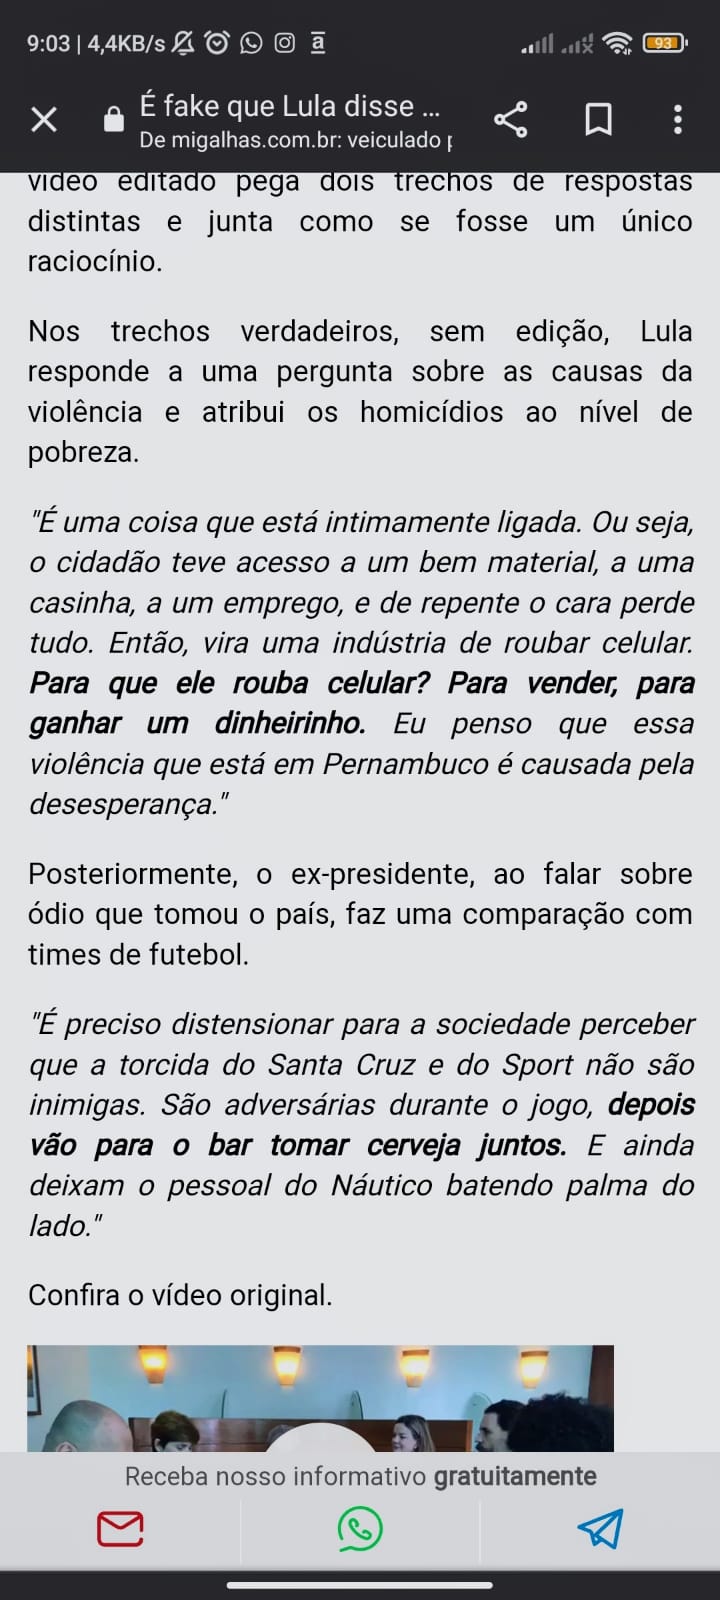 9:03 | 4,4KB/s
93
É fake que Lula disse ...
De migalhas.com.br: veiculado
vídeo editado pega dois trechos de respostas
distintas e junta como se fosse um único
raciocínio.
Nos trechos verdadeiros, sem edição, Lula
responde a uma pergunta sobre as causas da
violência e atribui os homicídios ao nível de
pobreza.
"É uma coisa que está intimamente ligada. Ou seja,
o cidadão teve acesso a um bem material, a uma
casinha, a um emprego, e de repente o cara perde
tudo. Então, vira uma indústria de roubar celular.
Para que ele rouba celular? Para vender, para
ganhar um dinheirinho. Eu penso que essa
violência que está em Pernambuco é causada pela
desesperança."
Posteriormente, o ex-presidente, ao falar sobre
ódio que tomou o país, faz uma comparação com
times de futebol.
"É preciso distensionar para a sociedade perceber
que a torcida do Santa Cruz e do Sport não são
inimigas. São adversárias durante o jogo, depois
vão para o bar tomar cerveja juntos. E ainda
deixam o pessoal do Náutico batendo palma do
lado."
Confira o vídeo original.
Receba nosso informativo gratuitamente